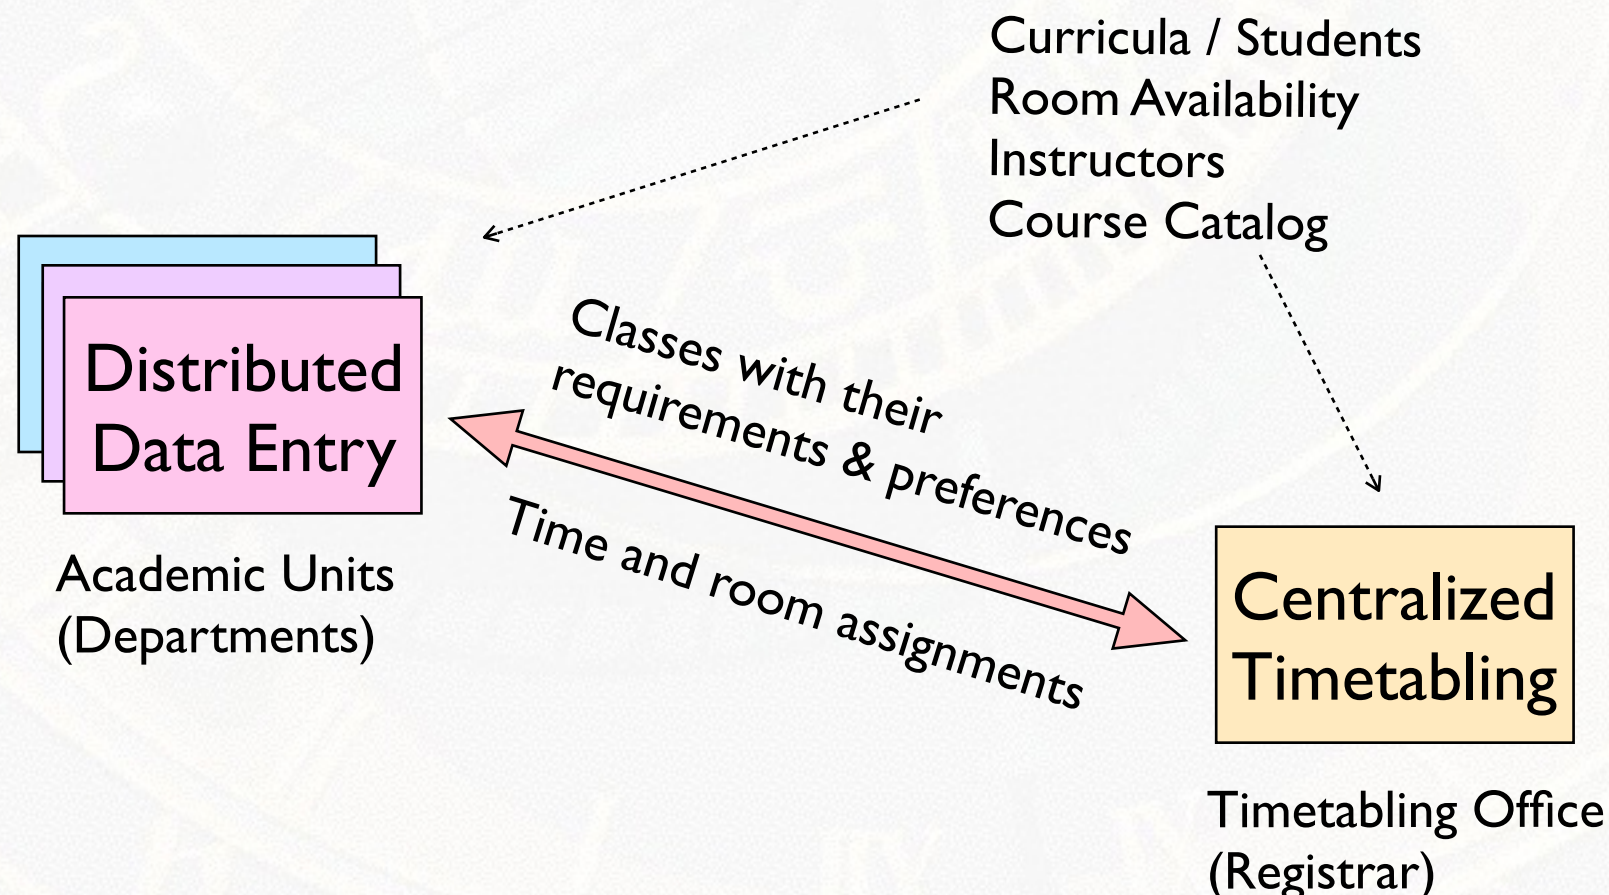 Curricula / Students
Room Availability
Instructors
Course Catalog
Distributed
Data Entry
Academic Units
(Departments)
Classes with their
requirements & preferences
Time and room assignments
Centralized
Timetabling
Timetabling Office
(Registrar)